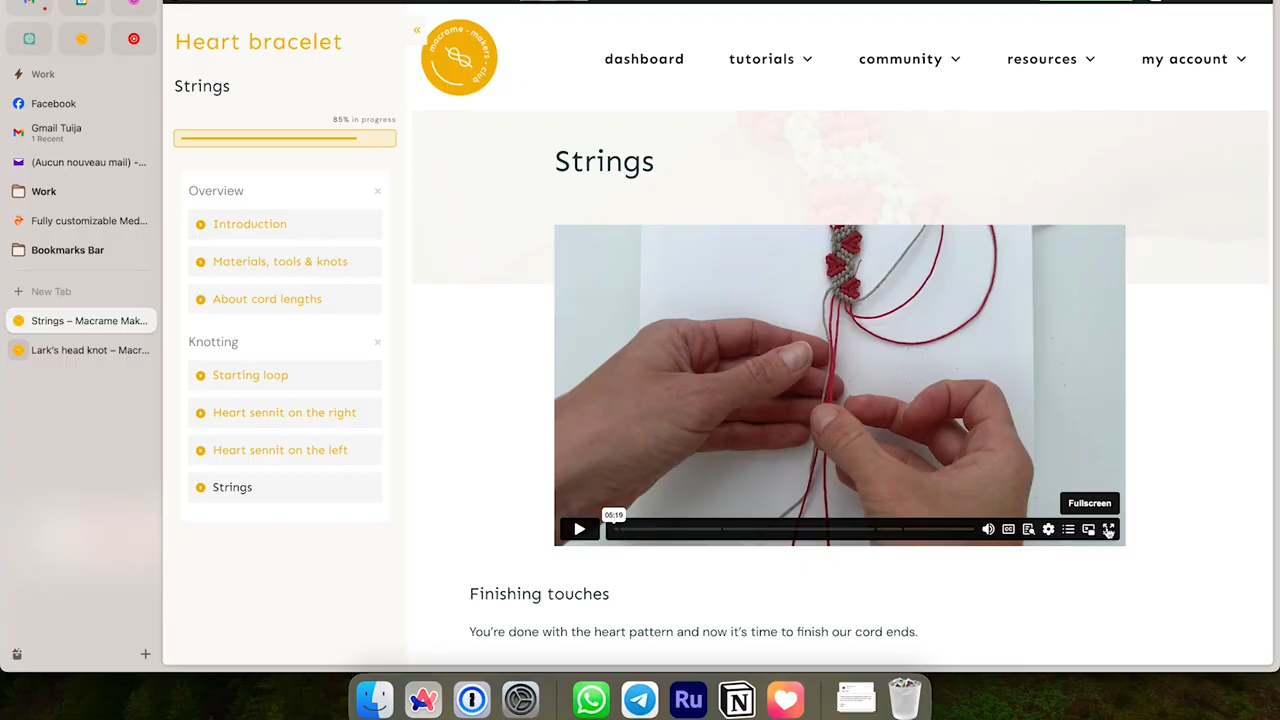 Work
Facebook
Gmail Tuija
1 Recent
(Aucun nouveau mail) -...
Work
Fully customizable Med...
Bookmarks Bar
New Tab
Strings – Macrame Mak...
Lark's head knot – Macr...
Heart bracelet
Strings
85% in progress
Overview
Introduction
Materials, tools & knots
About cord lengths
Knotting
Starting loop
Heart sennit on the right
Heart sennit on the left
Strings
macrame • makers • club
dashboard
tutorials
community
resources
my account
Strings
Fullscreen
05:19
Finishing touches
You're done with the heart pattern and now it's time to finish our cord ends.
Ru